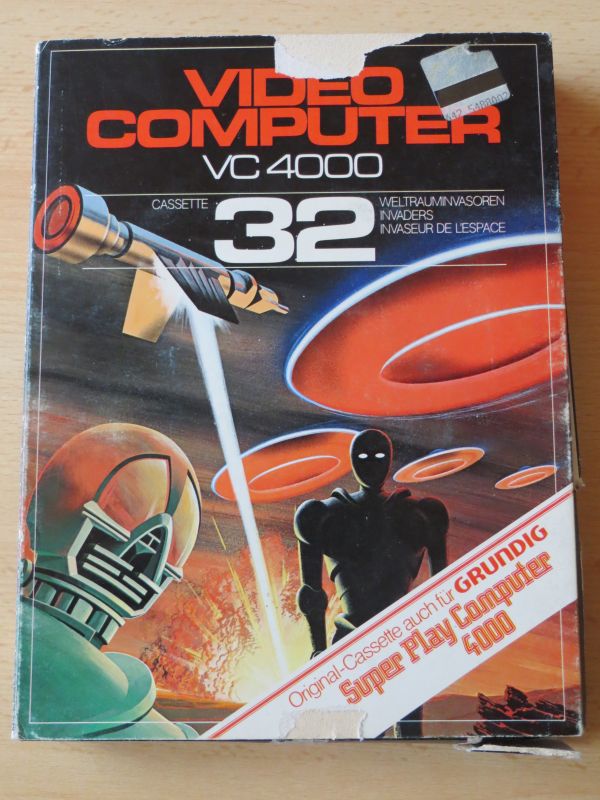 VIDEO
COMPUTER
VC 4000
CASSETTE
32
WELTRAUMINVASOREN
INVADERS
INVASEUR DE L'ESPACE
Original-Cassette auch für GRUNDIG
Super Play Computer
4000